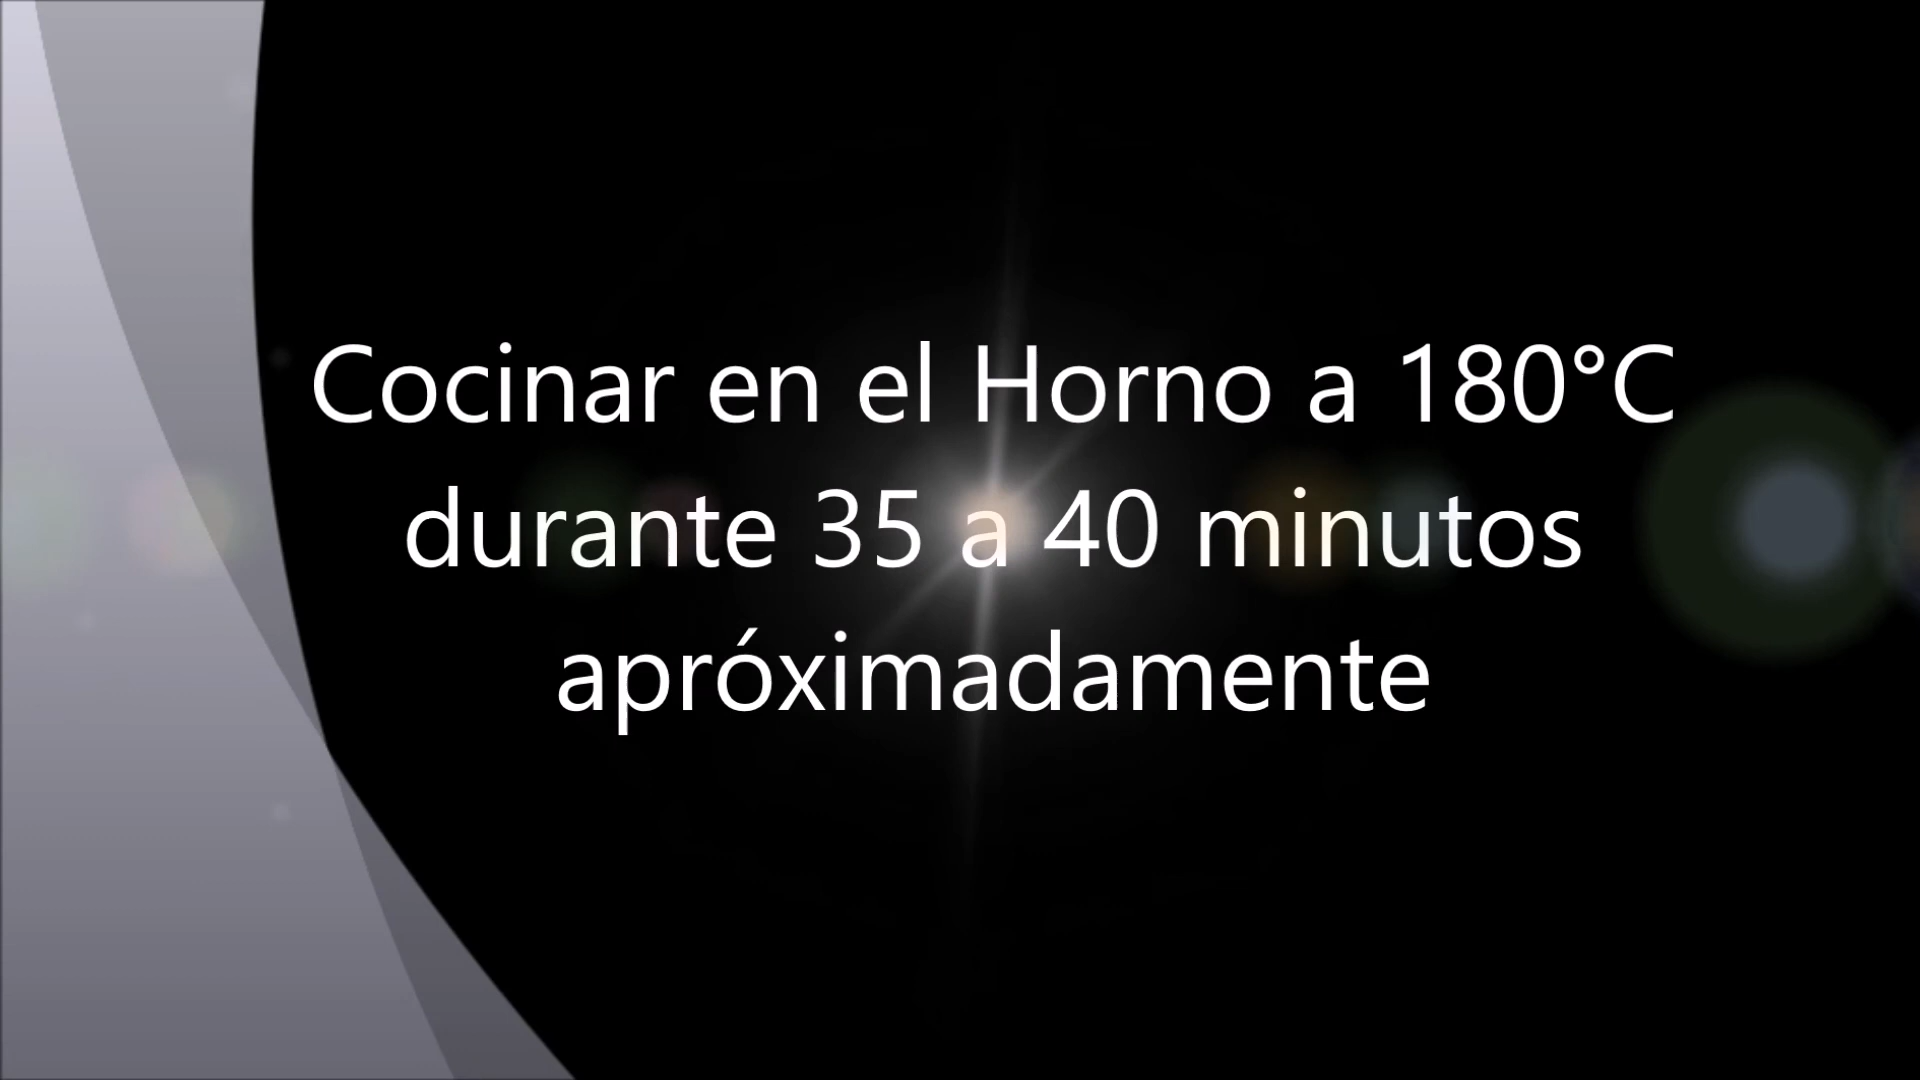 Cocinar en el Horno a 180°C
durante 35 a 40 minutos
apróximadamente